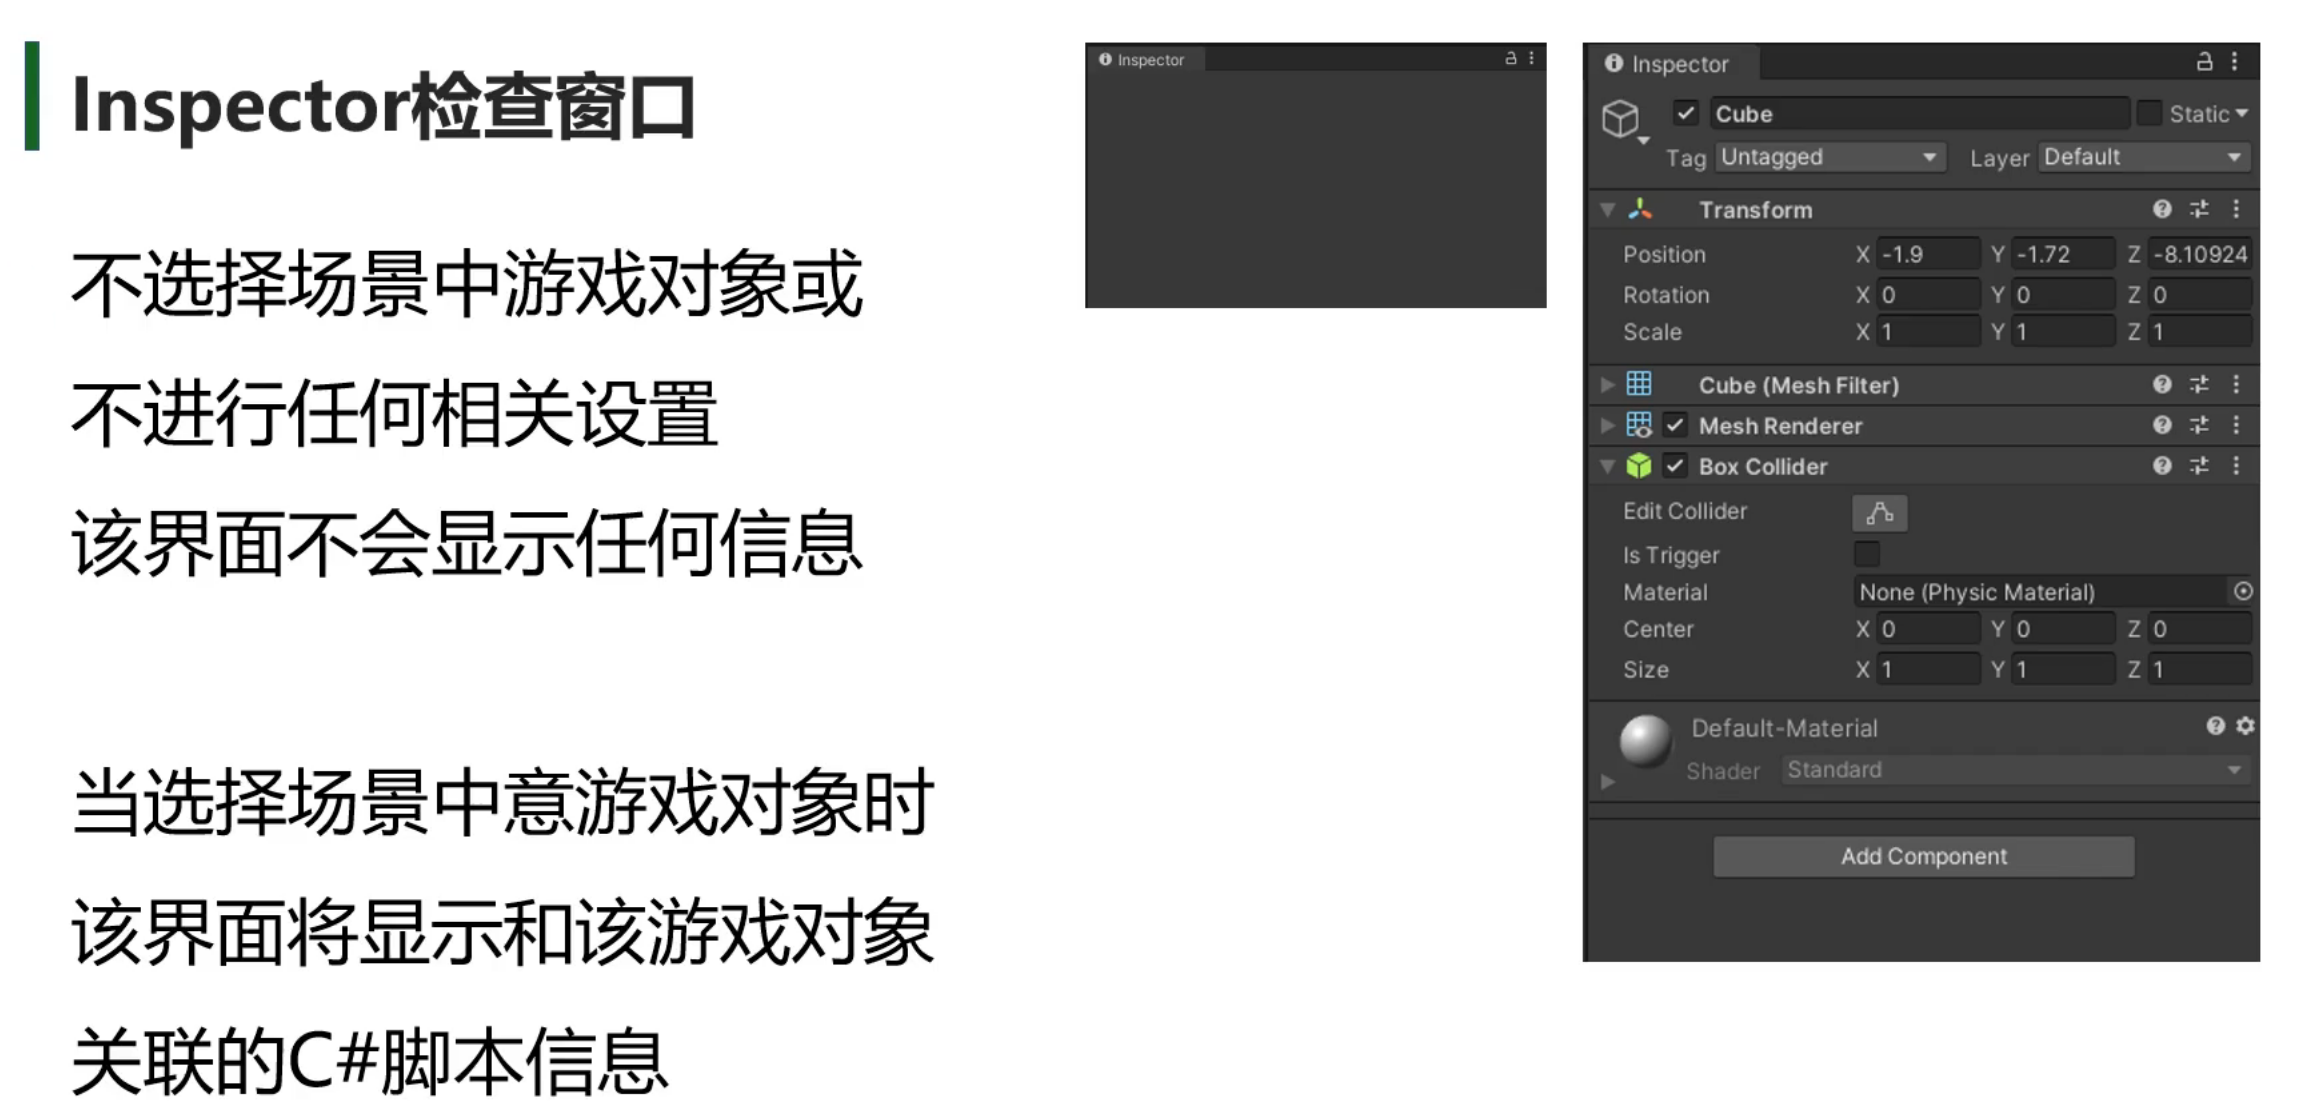 Inspector检查窗口
不选择场景中游戏对象或
不进行任何相关设置
该界面不会显示任何信息
当选择场景中意游戏对象时
该界面将显示和该游戏对象
关联的C#脚本信息
Inspector
Inspector
Cube Static
Tag Untagged Layer Default
Transform
Position X -1.9 Y -1.72 Z -8.10924
Rotation X 0 Y 0 Z 0
Scale X 1 Y 1 Z 1
Cube (Mesh Filter)
Mesh Renderer
Box Collider
Edit Collider
Is Trigger
Material None (Physic Material)
Center X 0 Y 0 Z 0
Size X 1 Y 1 Z 1
Default-Material
Shader Standard
Add Component